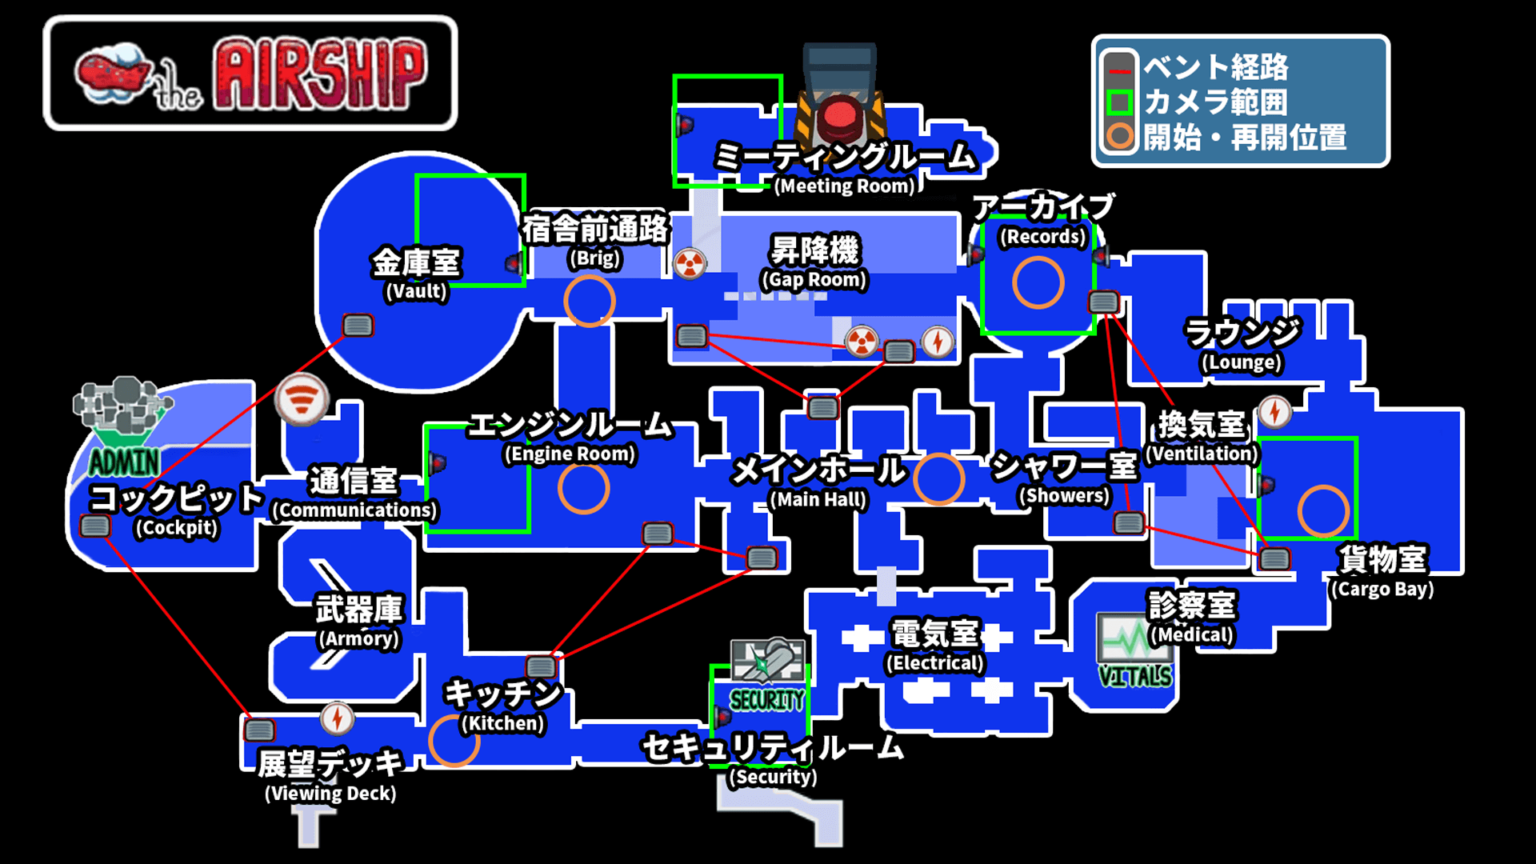 the AIRSHIP
ベント経路
カメラ範囲
開始・再開位置
ミーティングルーム
(Meeting Room)
アーカイブ
(Records)
宿舎前通路
(Brig)
昇降機
(Gap Room)
金庫室
(Vault)
ラウンジ
(Lounge)
エンジンルーム
(Engine Room)
換気室
(Ventilation)
ADMIN
コックピット
(Cockpit)
通信室
(Communications)
メインホール
(Main Hall)
シャワー室
(Showers)
貨物室
(Cargo Bay)
武器庫
(Armory)
電気室
(Electrical)
診察室
(Medical)
VITALS
キッチン
(Kitchen)
SECURITY
セキュリティルーム
(Security)
展望デッキ
(Viewing Deck)